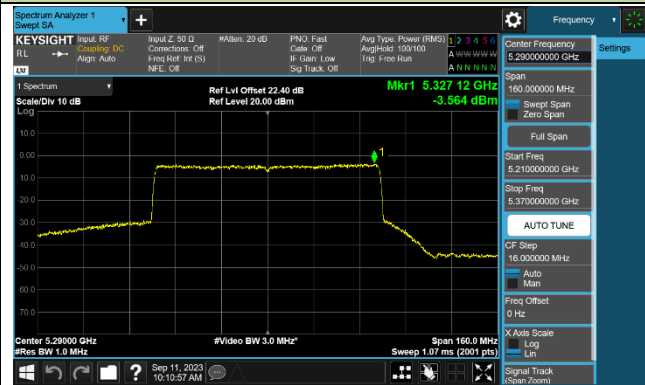 Spectrum Analyzer 1
Swept SA
+
Frequency
KEYSIGHT
RL
LXI
Input: RF
Coupling: DC
Align: Auto
Input Z: 50 Ω
Corrections: Off
Freq Ref: Int (S)
NFE: Off
#Atten: 20 dB
PNO: Fast
Gate: Off
IF Gain: Low
Sig Track: Off
Avg Type: Power (RMS)
Avg|Hold: 100/100
Trig: Free Run
1 2 3 4 5 6
A W W W W W
A N N N N N
1 Spectrum
Scale/Div 10 dB
Log
Ref Lvl Offset 22.40 dB
Ref Level 20.00 dBm
Mkr1 5.327 12 GHz
-3.564 dBm
10.0
0.00
-10.0
-20.0
-30.0
-40.0
-50.0
-60.0
-70.0
1
Center 5.29000 GHz
#Res BW 1.0 MHz
#Video BW 3.0 MHz*
Span 160.0 MHz
Sweep 1.07 ms (2001 pts)
Sep 11, 2023
10:10:57 AM
?
Center Frequency
5.290000000 GHz
Span
160.000000 MHz
Swept Span
Zero Span
Full Span
Start Freq
5.210000000 GHz
Stop Freq
5.370000000 GHz
AUTO TUNE
CF Step
16.000000 MHz
Auto
Man
Freq Offset
0 Hz
X Axis Scale
Log
Lin
Signal Track
(Span Zoom)
Settings